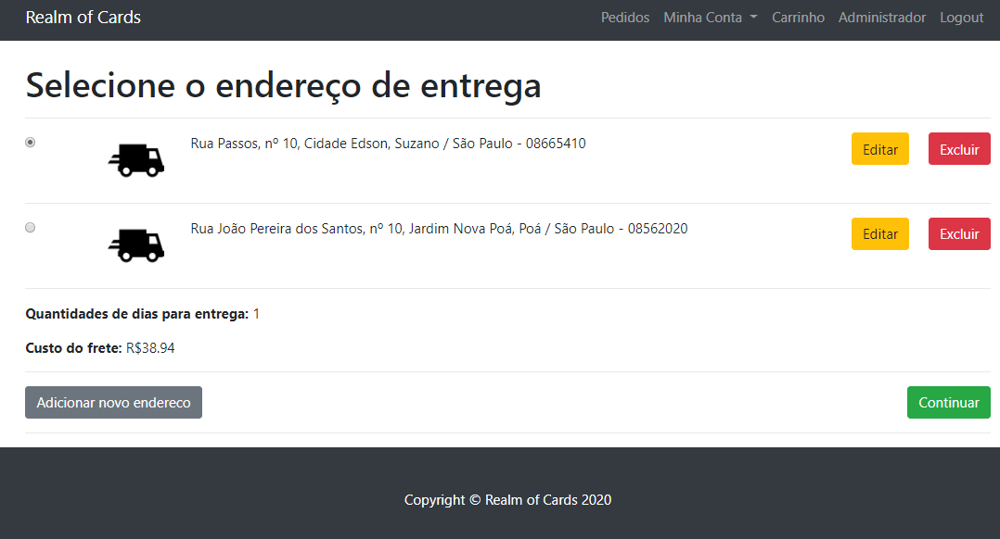 Realm of Cards Pedidos Minha Conta Carrinho Administrador Logout
Selecione o endereço de entrega
Rua Passos, nº 10, Cidade Edson, Suzano / São Paulo - 08665410 Editar Excluir
Rua João Pereira dos Santos, nº 10, Jardim Nova Poá, Poá / São Paulo - 08562020 Editar Excluir
Quantidades de dias para entrega: 1
Custo do frete: R$38.94
Adicionar novo endereco Continuar
Copyright © Realm of Cards 2020